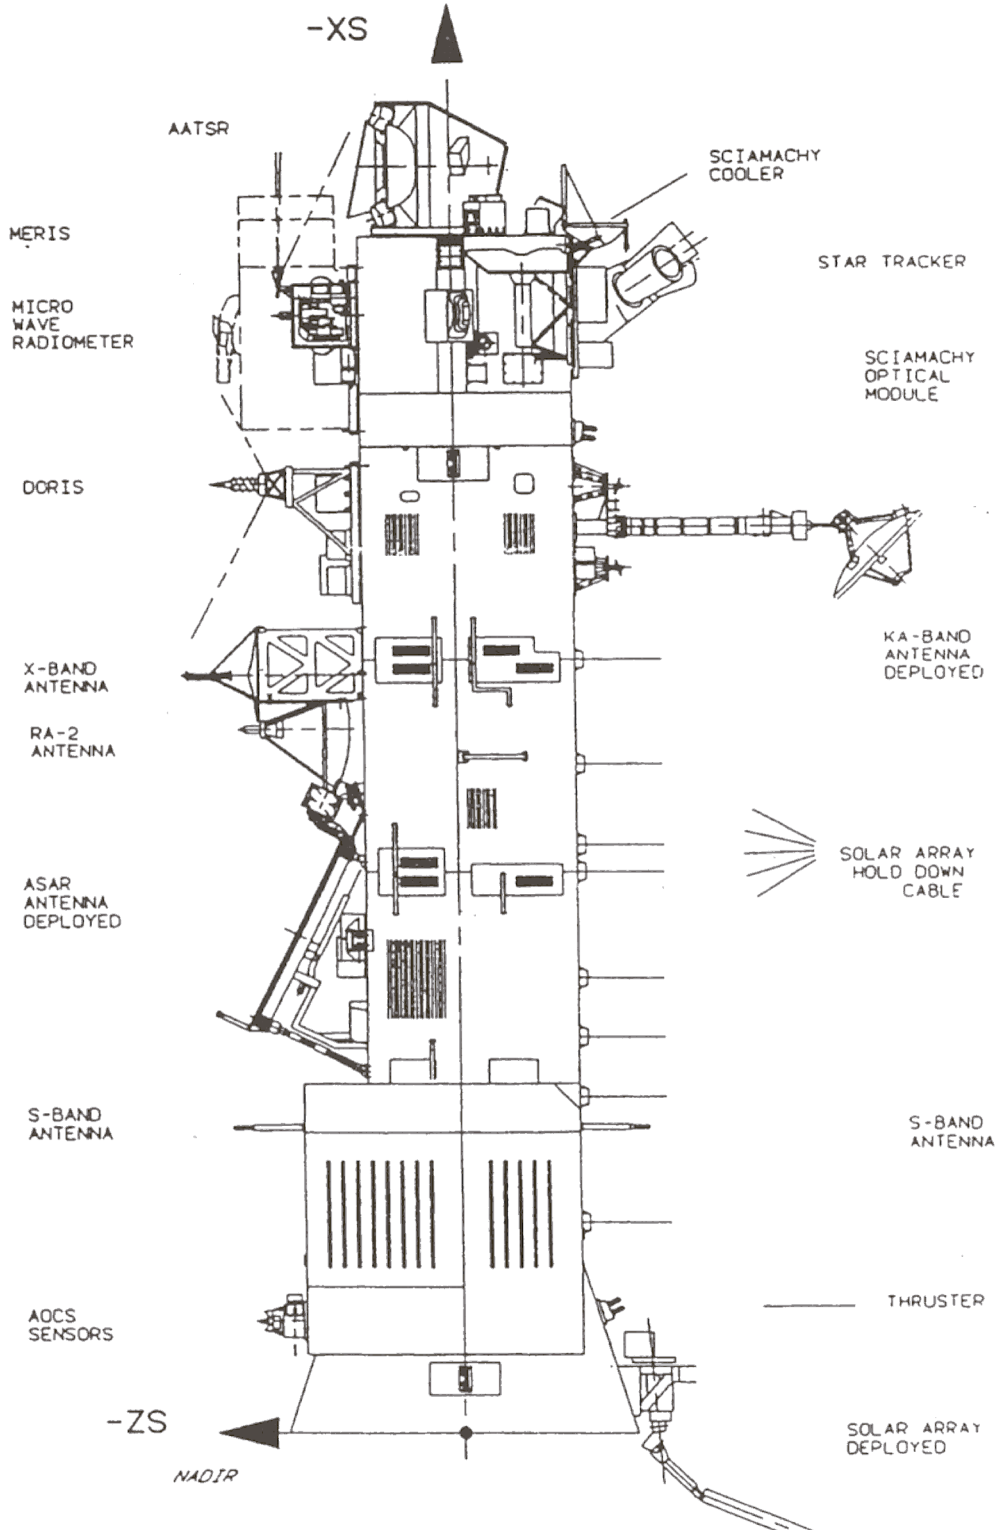 -XS
AATSR
SCIAMACHY
COOLER
MERIS
STAR TRACKER
MICRO
WAVE
RADIOMETER
SCIAMACHY
OPTICAL
MODULE
DORIS
KA-BAND
ANTENNA
DEPLOYED
X-BAND
ANTENNA
RA-2
ANTENNA
SOLAR ARRAY
HOLD DOWN
CABLE
ASAR
ANTENNA
DEPLOYED
S-BAND
ANTENNA
S-BAND
ANTENNA
THRUSTER
AOCS
SENSORS
-ZS
SOLAR ARRAY
DEPLOYED
NADIR